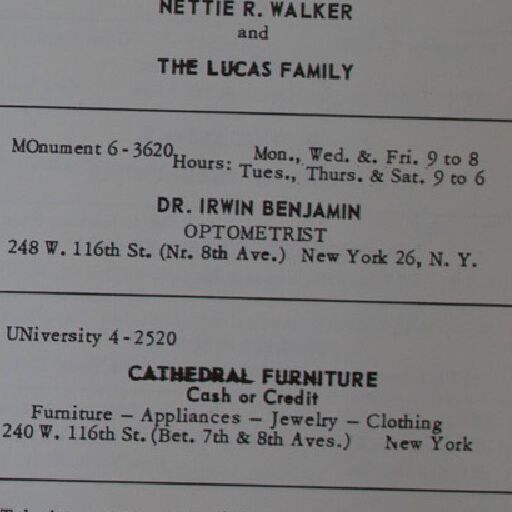 NETTIE R. WALKER
and
THE LUCAS FAMILY
MOnument 6-3620 Hours: Mon., Wed. &. Fri. 9 to 8
Tues., Thurs. & Sat. 9 to 6
DR. IRWIN BENJAMIN
OPTOMETRIST
248 W. 116th St. (Nr. 8th Ave.) New York 26, N. Y.
UNiversity 4-2520
CATHEDRAL FURNITURE
Cash or Credit
Furniture - Appliances - Jewelry - Clothing
240 W. 116th St. (Bet. 7th & 8th Aves.) New York